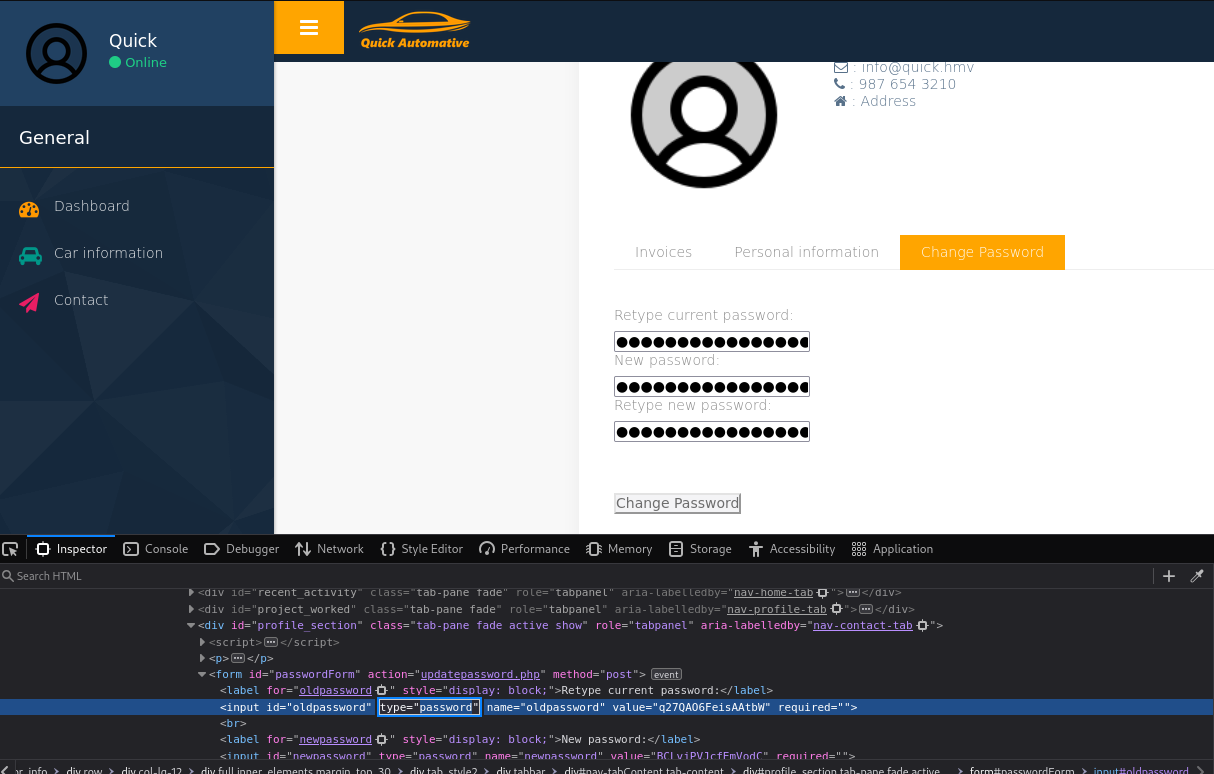 Quick
Online
Quick Automotive
General
Dashboard
Car information
Contact
: info@quick.hmv
: 987 654 3210
: Address
Invoices
Personal information
Change Password
Retype current password:
New password:
Retype new password:
Change Password
Inspector
Console
Debugger
Network
Style Editor
Performance
Memory
Storage
Accessibility
Application
Search HTML
<div id="recent_activity" class="tab-pane fade" role="tabpanel" aria-labelledby="nav-home-tab"></div>
<div id="project_worked" class="tab-pane fade" role="tabpanel" aria-labelledby="nav-profile-tab"></div>
<div id="profile_section" class="tab-pane fade active show" role="tabpanel" aria-labelledby="nav-contact-tab">
<script></script>
<p></p>
<form id="passwordForm" action="updatepassword.php" method="post"> event
<label for="oldpassword" style="display: block;">Retype current password:</label>
<input id="oldpassword" type="password" name="oldpassword" value="q27QAO6FeisAAtbW" required="">
<br>
<label for="newpassword" style="display: block;">New password:</label>
<input id="newpassword" type="password" name="newpassword" required="">
div.row
div.col-lg-12
div.full.inner_elements.margin_top_30
div.tab_style2
div.tabbar
div#nav-tabContent.tab-content
div#profile_section.tab-pane.fade.active…
form#passwordForm
input#oldpassword